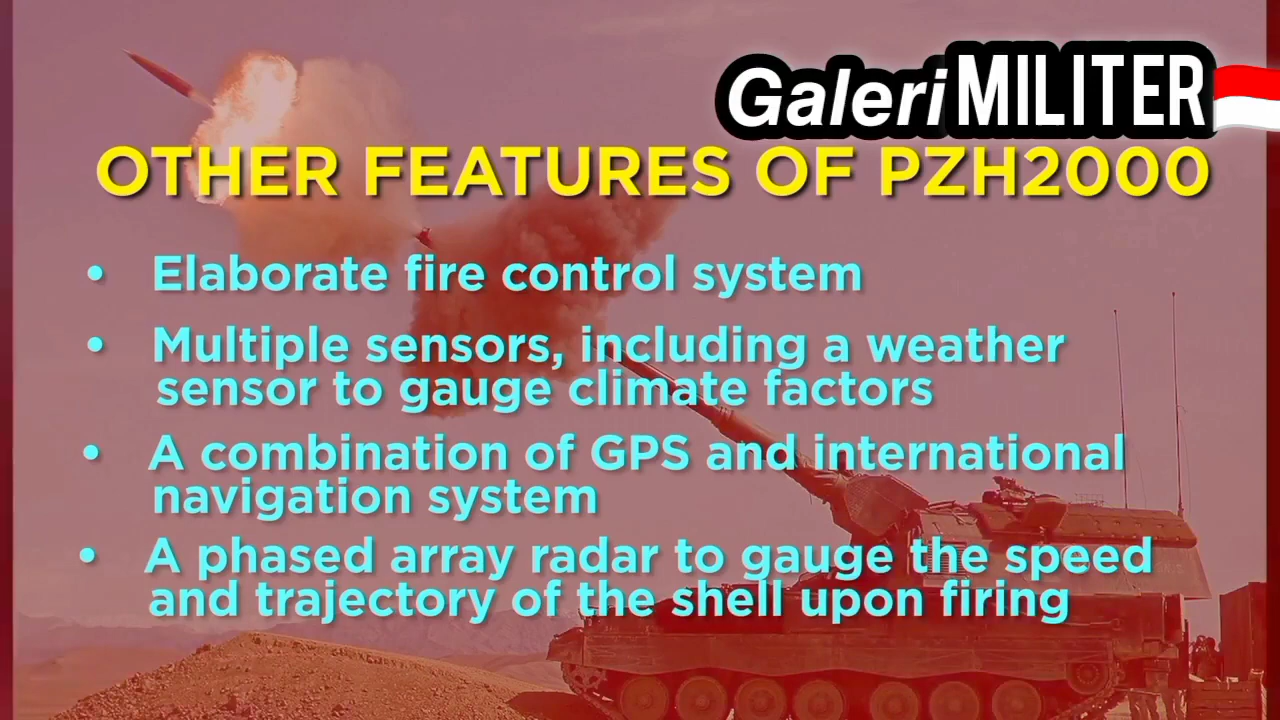 GaleriMILITER
OTHER FEATURES OF PZH2000
• Elaborate fire control system
• Multiple sensors, including a weather
sensor to gauge climate factors
• A combination of GPS and international
navigation system
• A phased array radar to gauge the speed
and trajectory of the shell upon firing